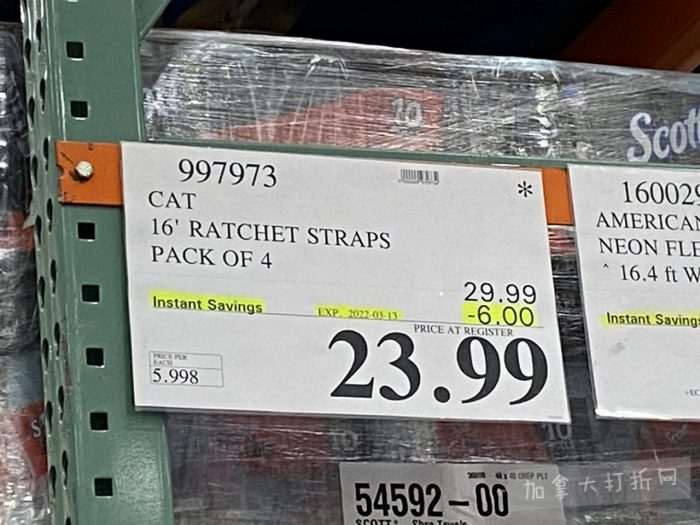 10
Scott
997973
*
CAT
16' RATCHET STRAPS
PACK OF 4
29.99
Instant Savings
EXP. 2022-03-13
-6.00
PRICE AT REGISTER
23.99
PRICE PER
EACH
5.998
160029
AMERICAN
NEON FLE
16.4 ft W
Instant Savings
10
54592-00
SCOTT
加拿大打折网